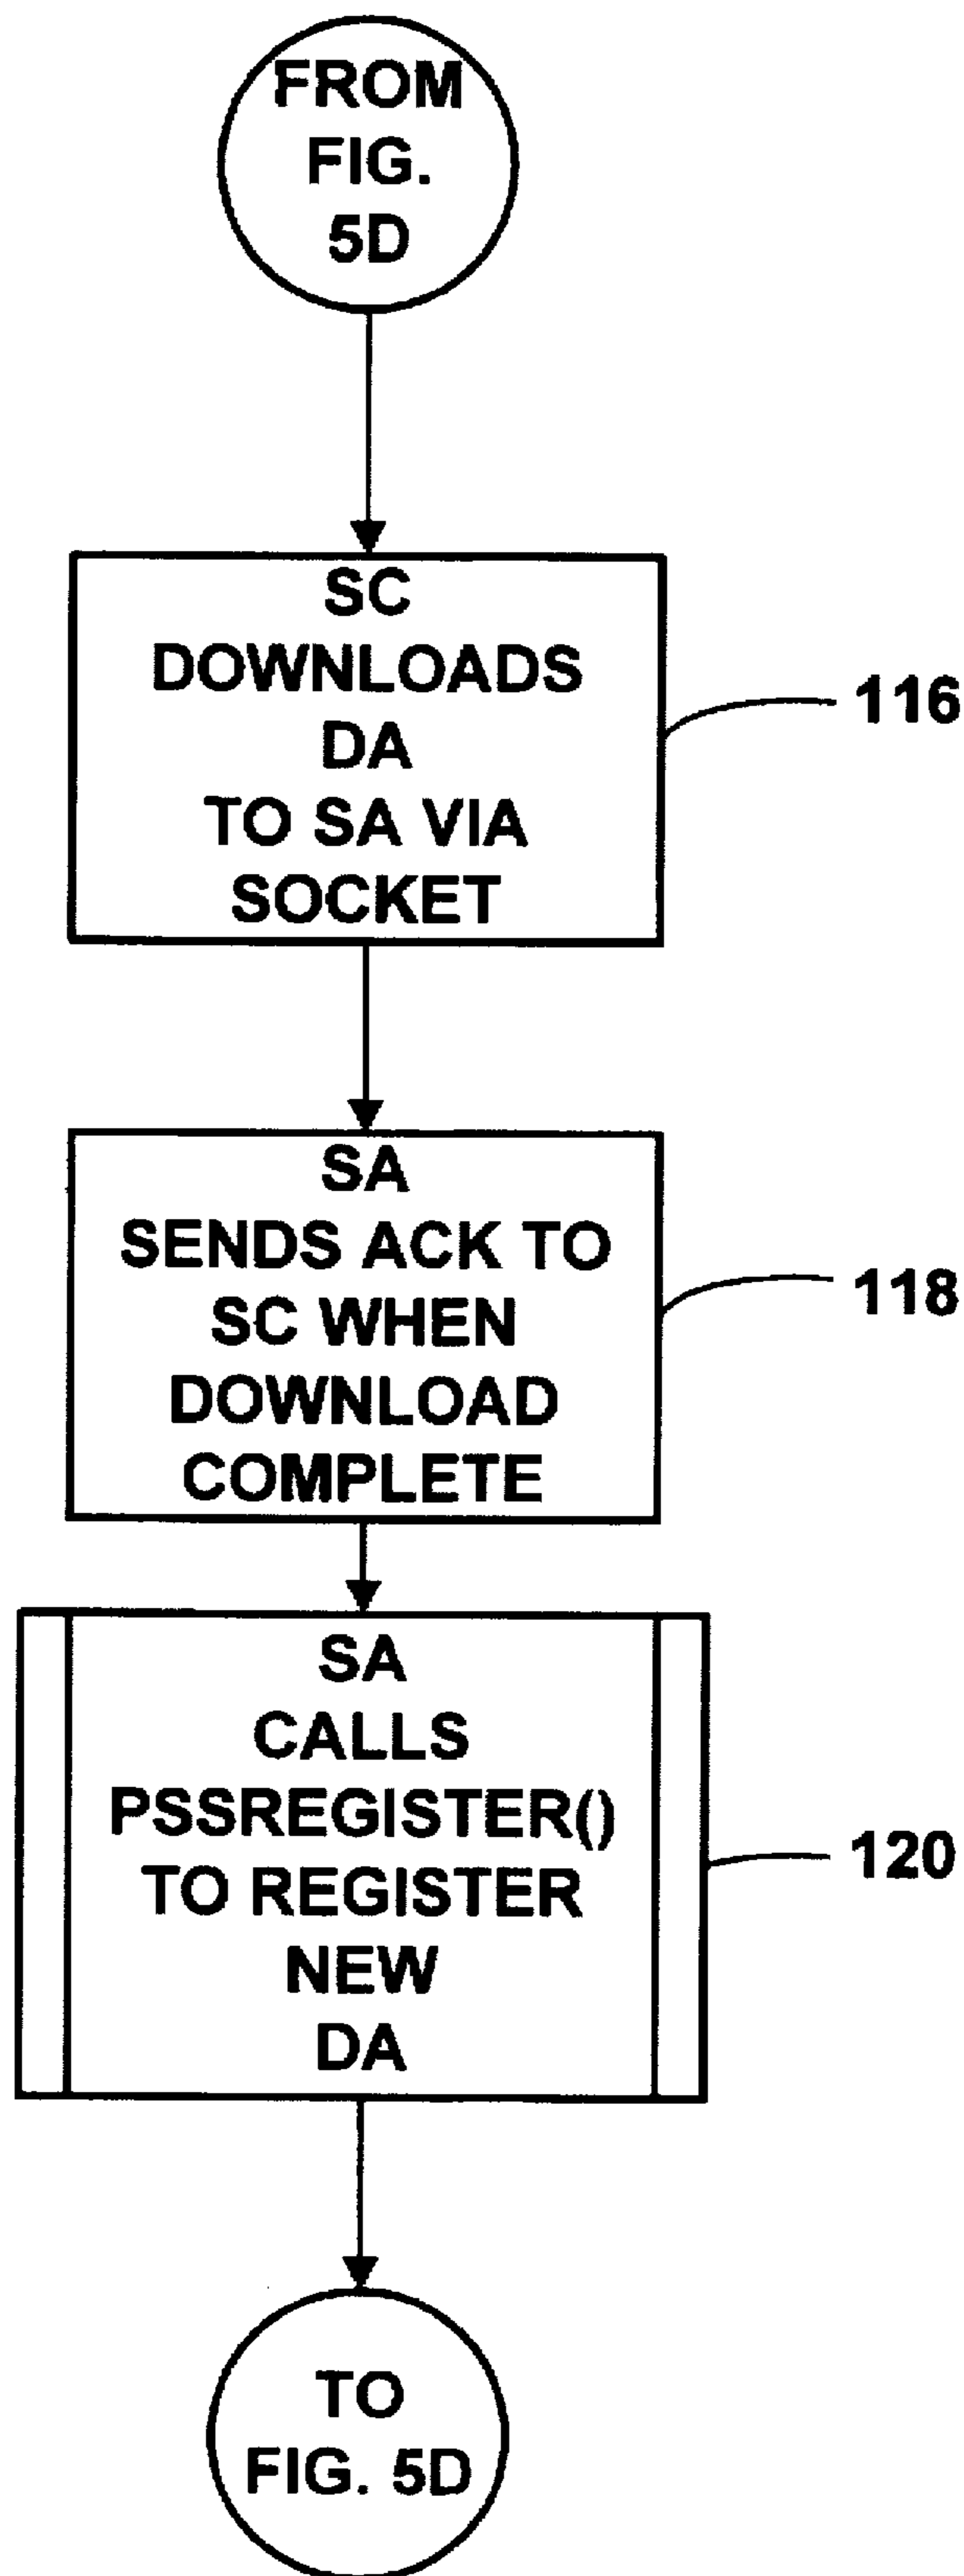 FROM
FIG.
5D
SC
DOWNLOADS
DA
TO SA VIA
SOCKET
116
SA
SENDS ACK TO
SC WHEN
DOWNLOAD
COMPLETE
118
SA
CALLS
PSSREGISTER()
TO REGISTER
NEW
DA
120
TO
FIG. 5D